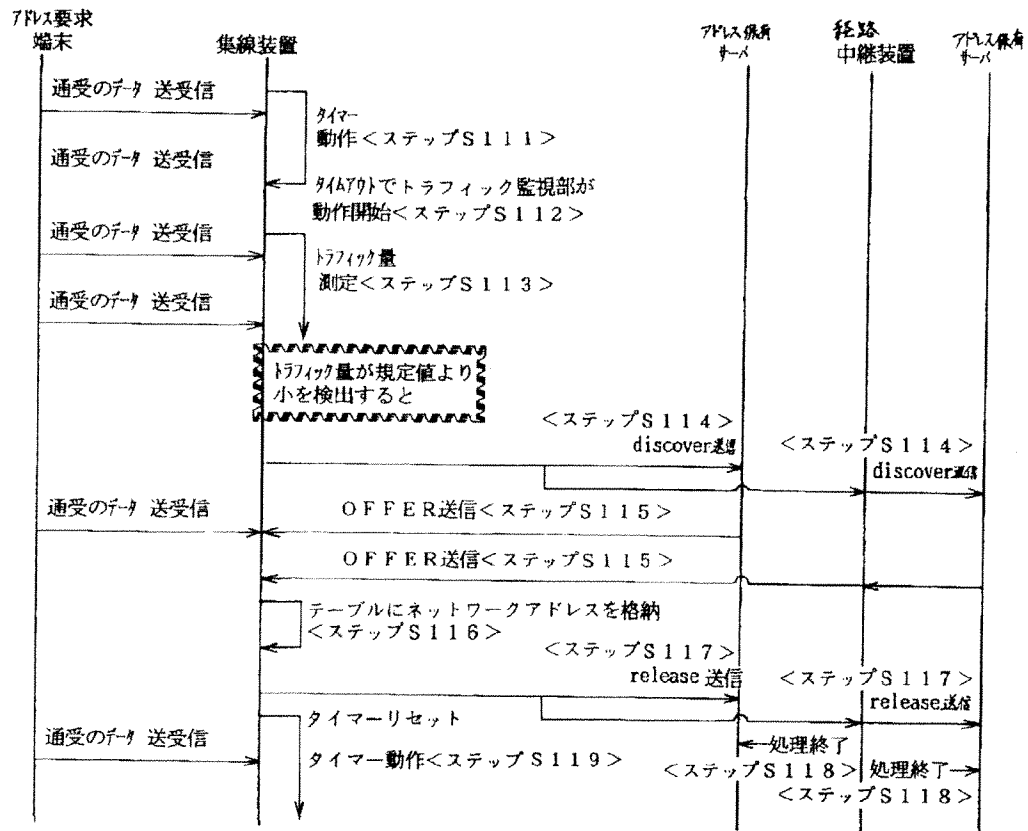 アドレス要求
端末
集線装置
アドレス保有
サーバ
経路
中継装置
アドレス保有
サーバ
通受のデータ 送受信
タイマー
動作<ステップS111>
通受のデータ 送受信
タイムアウトでトラフィック監視部が
動作開始<ステップS112>
通受のデータ 送受信
トラフィック量
測定<ステップS113>
通受のデータ 送受信
トラフィック量が規定値より
小を検出すると
<ステップS114>
discover送信
<ステップS114>
discover送信
通受のデータ 送受信
OFFER送信<ステップS115>
OFFER送信<ステップS115>
テーブルにネットワークアドレスを格納
<ステップS116>
<ステップS117>
release 送信
<ステップS117>
release送信
タイマーリセット
通受のデータ 送受信
タイマー動作<ステップS119>
処理終了
<ステップS118>
処理終了
<ステップS118>